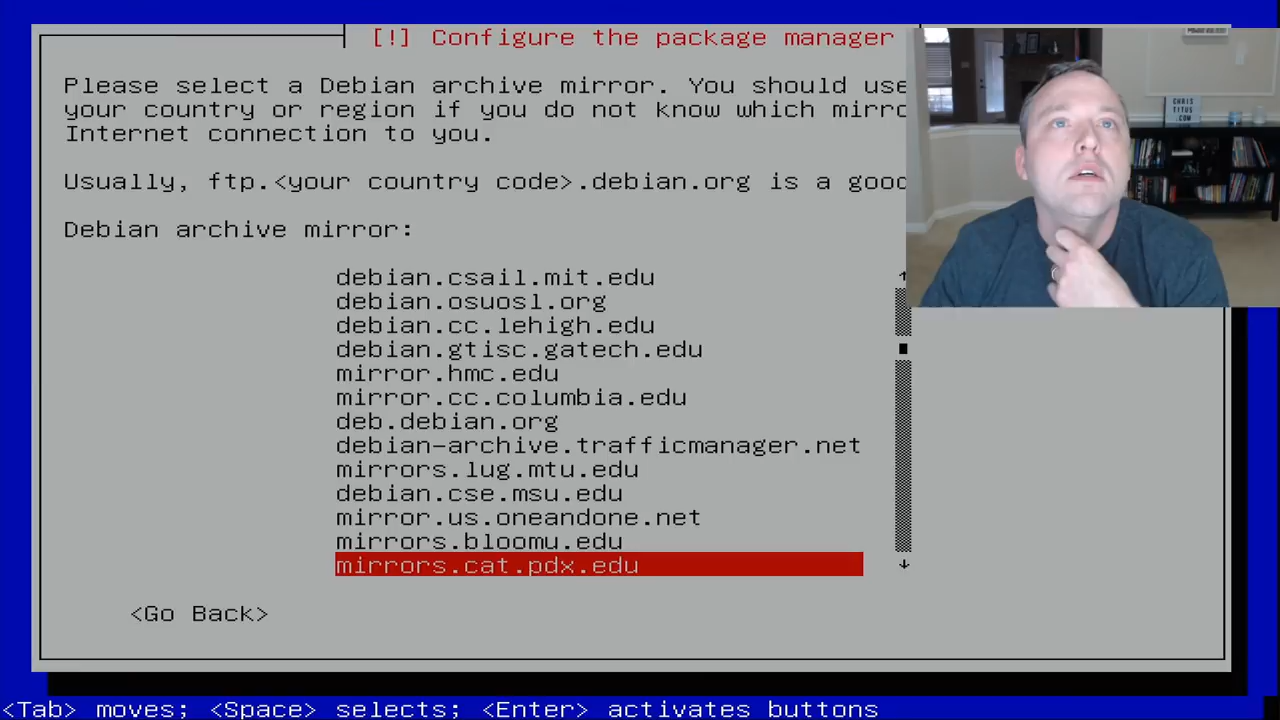 [!] Configure the package manager
Please select a Debian archive mirror. You should use
your country or region if you do not know which mirro
Internet connection to you.
Usually, ftp.<your country code>.debian.org is a good
Debian archive mirror:
debian.csail.mit.edu
debian.osuosl.org
debian.cc.lehigh.edu
debian.gtisc.gatech.edu
mirror.hmc.edu
mirror.cc.columbia.edu
deb.debian.org
debian-archive.trafficmanager.net
mirrors.lug.mtu.edu
debian.cse.msu.edu
mirror.us.oneandone.net
mirrors.bloomu.edu
mirrors.cat.pdx.edu
<Go Back>
<Tab> moves; <Space> selects; <Enter> activates buttons
CHRIS
TITUS
.COM